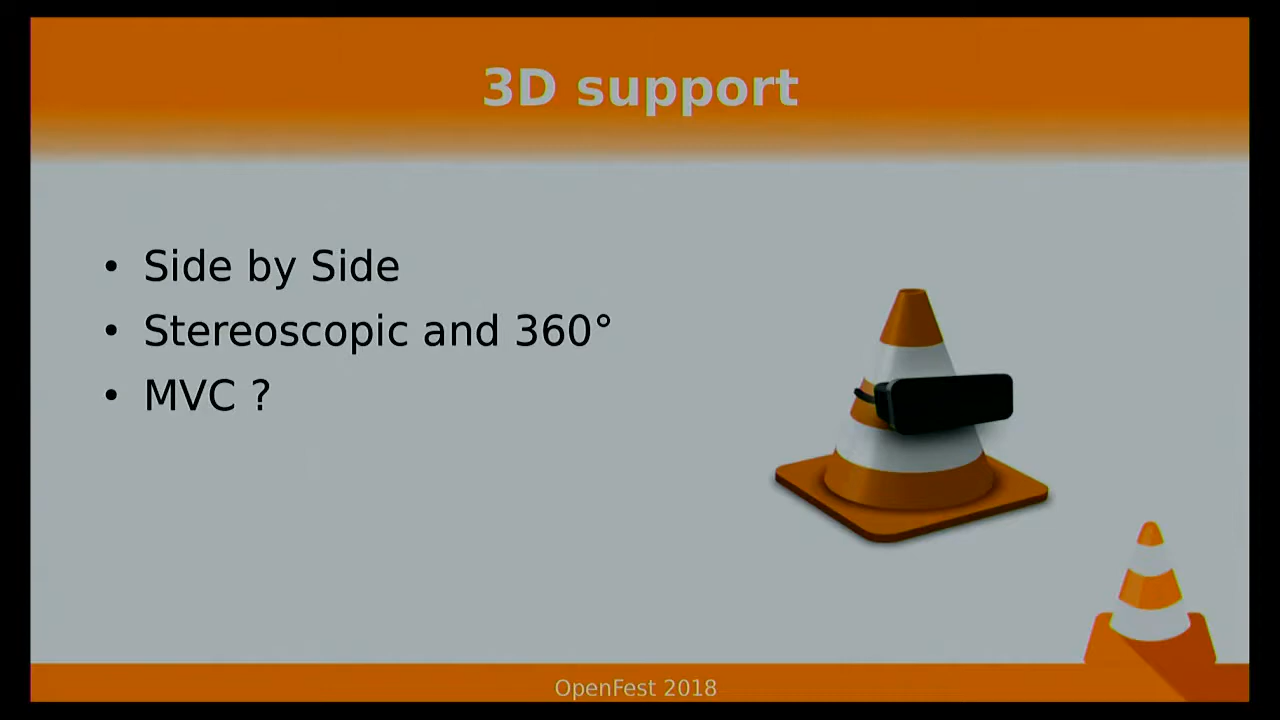 3D support
• Side by Side
• Stereoscopic and 360°
• MVC ?
OpenFest 2018